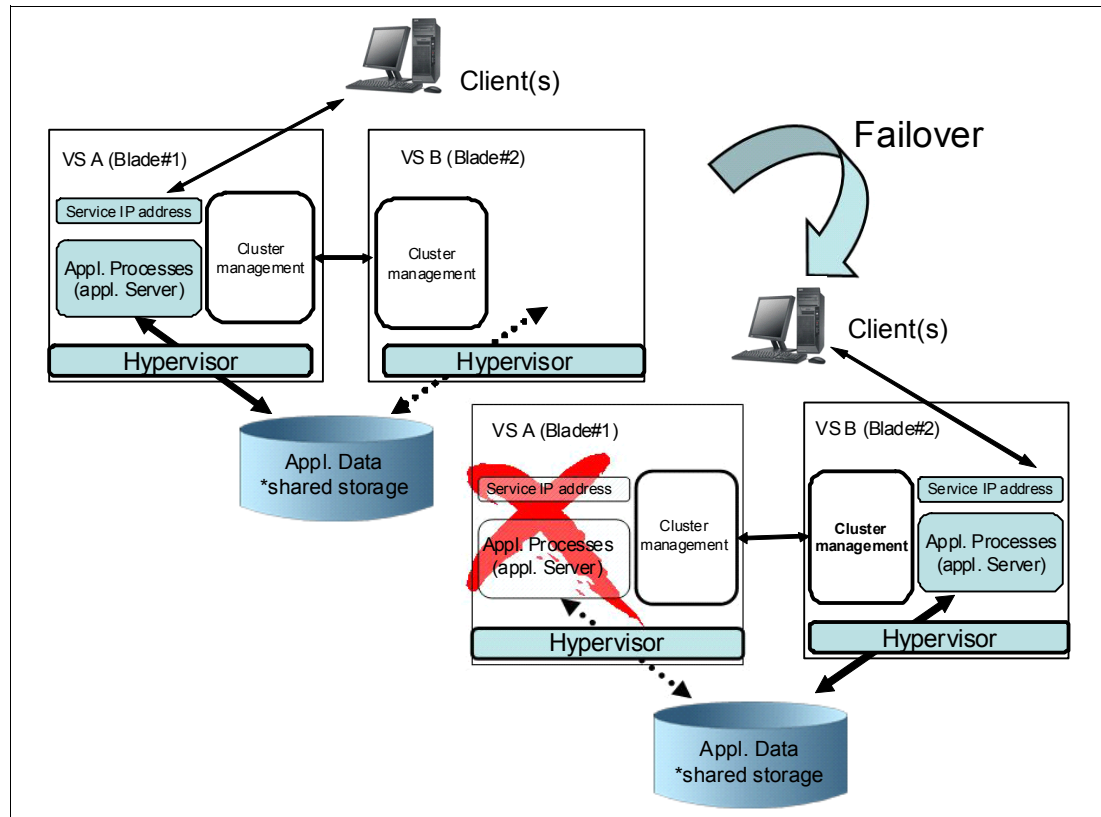 Client(s)
VS A (Blade#1)
Service IP address
Appl. Processes
(appl. Server)
Cluster
management
Hypervisor
VS B (Blade#2)
Cluster
management
Hypervisor
Appl. Data
*shared storage
Failover
Client(s)
VS A (Blade#1)
Service IP address
Appl. Processes
(appl. Server)
Cluster
management
Hypervisor
VS B (Blade#2)
Cluster
management
Service IP address
Appl. Processes
(appl. Server)
Hypervisor
Appl. Data
*shared storage